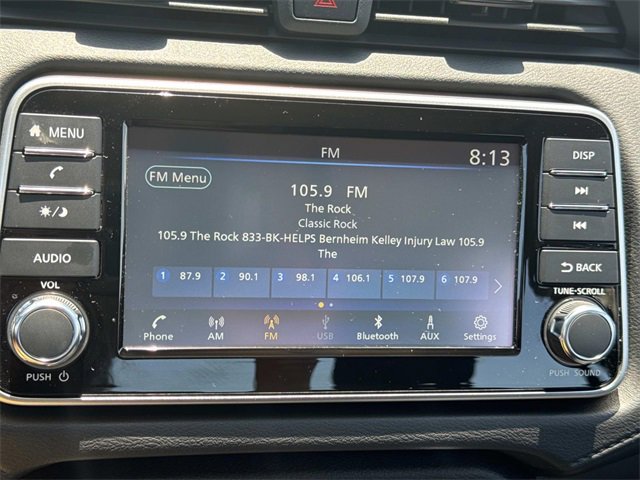 MENU
AUDIO
VOL
PUSH
FM
8:13
FM Menu
105.9 FM
The Rock
Classic Rock
105.9 The Rock 833-BK-HELPS Bernheim Kelley Injury Law 105.9
The
1 87.9 2 90.1 3 98.1 4 106.1 5 107.9 6 107.9
Phone AM FM USB Bluetooth AUX Settings
DISP
BACK
TUNE-SCROLL
PUSH SOUND